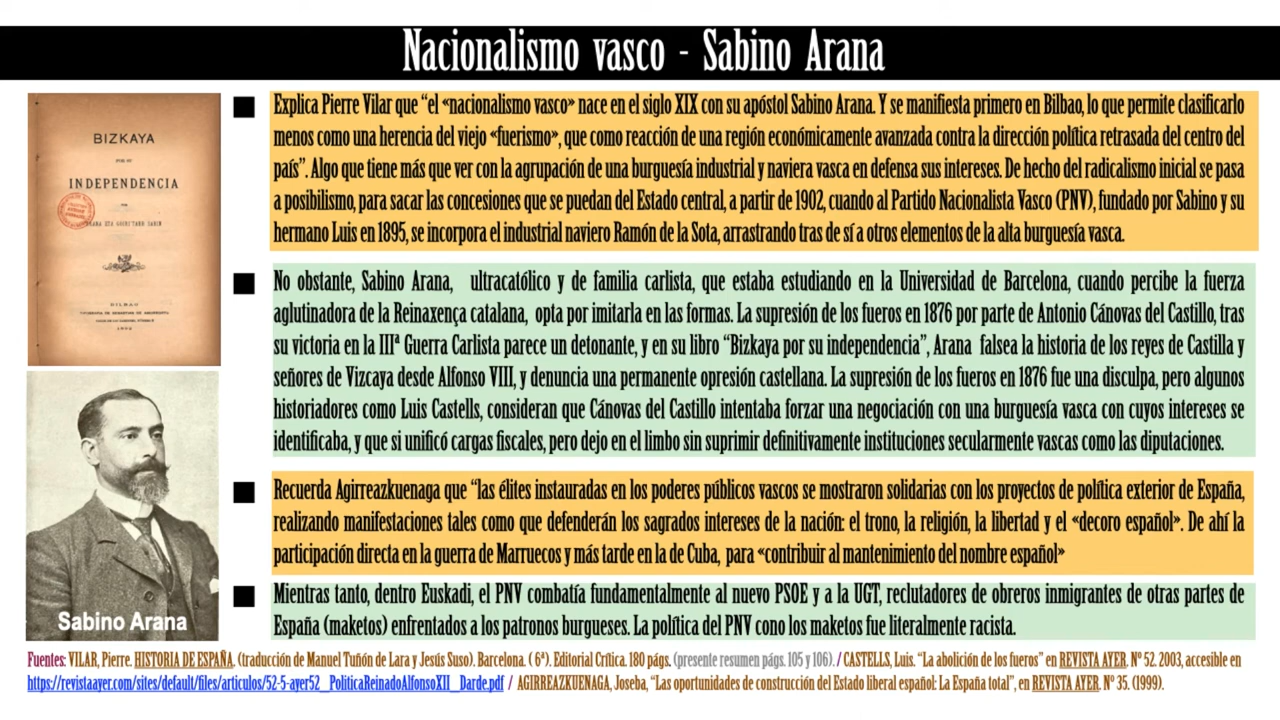 Nacionalismo vasco - Sabino Arana
BIZKAYA
POR SU
INDEPENDENCIA
POR
ARANA ETA GOIRI'TARR SABIN
BILBAO
1892
Explica Pierre Vilar que “el «nacionalismo vasco» nace en el siglo XIX con su apóstol Sabino Arana. Y se manifiesta primero en Bilbao, lo que permite clasificarlo
menos como una herencia del viejo «fuerismo», que como reacción de una región económicamente avanzada contra la dirección política retrasada del centro del
país”. Algo que tiene más que ver con la agrupación de una burguesía industrial y naviera vasca en defensa sus intereses. De hecho del radicalismo inicial se pasa
a posibilismo, para sacar las concesiones que se puedan del Estado central, a partir de 1902, cuando al Partido Nacionalista Vasco (PNV), fundado por Sabino y su
hermano Luis en 1895, se incorpora el industrial naviero Ramón de la Sota, arrastrando tras de sí a otros elementos de la alta burguesía vasca.
No obstante, Sabino Arana, ultracatólico y de familia carlista, que estaba estudiando en la Universidad de Barcelona, cuando percibe la fuerza
aglutinadora de la Reinaxença catalana, opta por imitarla en las formas. La supresión de los fueros en 1876 por parte de Antonio Cánovas del Castillo, tras
su victoria en la IIIª Guerra Carlista parece un detonante, y en su libro “Bizkaya por su independencia”, Arana falsea la historia de los reyes de Castilla y
señores de Vizcaya desde Alfonso VIII, y denuncia una permanente opresión castellana. La supresión de los fueros en 1876 fue una disculpa, pero algunos
historiadores como Luis Castells, consideran que Cánovas del Castillo intentaba forzar una negociación con una burguesía vasca con cuyos intereses se
identificaba, y que si unificó cargas fiscales, pero dejo en el limbo sin suprimir definitivamente instituciones secularmente vascas como las diputaciones.
Recuerda Agirreazkuenaga que “las élites instauradas en los poderes públicos vascos se mostraron solidarias con los proyectos de política exterior de España,
realizando manifestaciones tales como que defenderán los sagrados intereses de la nación: el trono, la religión, la libertad y el «decoro español». De ahí la
participación directa en la guerra de Marruecos y más tarde en la de Cuba, para «contribuir al mantenimiento del nombre español»
Mientras tanto, dentro Euskadi, el PNV combatía fundamentalmente al nuevo PSOE y a la UGT, reclutadores de obreros inmigrantes de otras partes de
España (maketos) enfrentados a los patronos burgueses. La política del PNV cono los maketos fue literalmente racista.
Sabino Arana
Fuentes: VILAR, Pierre. HISTORIA DE ESPAÑA. (traducción de Manuel Tuñón de Lara y Jesús Suso). Barcelona. ( 6ª). Editorial Crítica. 180 págs. (presente resumen págs. 105 y 106). / CASTELLS, Luis. “La abolición de los fueros” en REVISTA AYER. Nº 52. 2003, accesible en
https://revistaayer.com/sites/default/files/articulos/52-5-ayer52_PoliticaReinadoAlfonsoXII_Darde.pdf / AGIRREAZKUENAGA, Joseba, “Las oportunidades de construcción del Estado liberal español: La España total”, en REVISTA AYER. Nº 35. (1999).